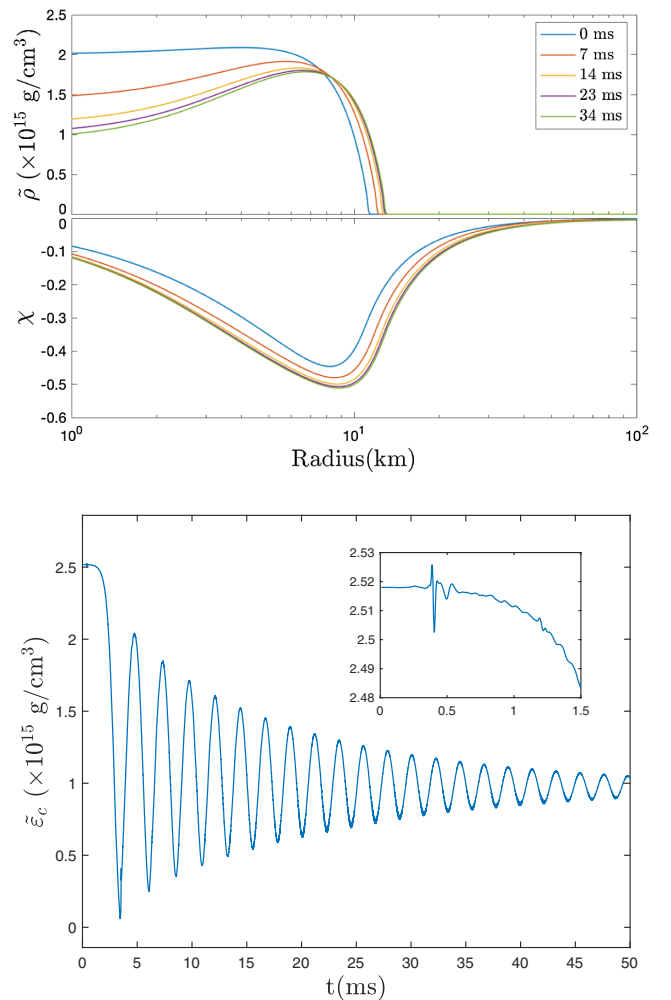 2.5
2
1.5
1
0.5
0
ρ̃ (×10¹⁵ g/cm³)
0 ms
7 ms
14 ms
23 ms
34 ms
0
-0.1
-0.2
-0.3
-0.4
-0.5
-0.6
χ
10⁰ 10¹ 10²
Radius(km)
2.5
2
1.5
1
0.5
0
ε̃_c (×10¹⁵ g/cm³)
2.53
2.52
2.51
2.5
2.49
2.48
0 0.5 1 1.5
0 5 10 15 20 25 30 35 40 45 50
t(ms)